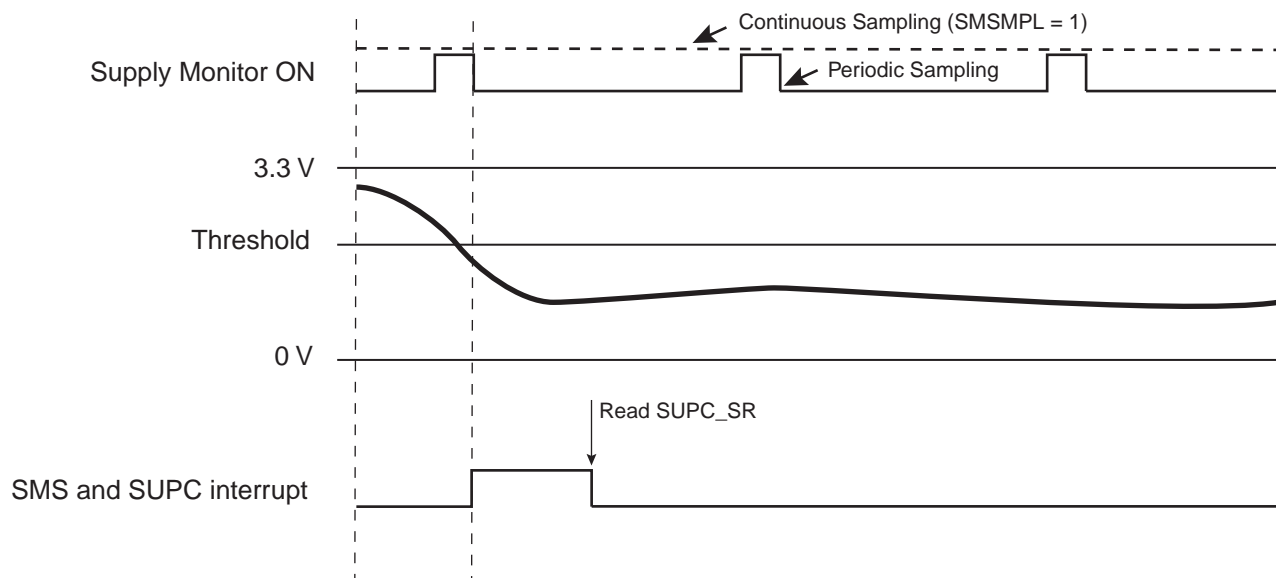 Continuous Sampling (SMSMPL = 1)
Supply Monitor ON
Periodic Sampling
3.3 V
Threshold
0 V
Read SUPC_SR
SMS and SUPC interrupt